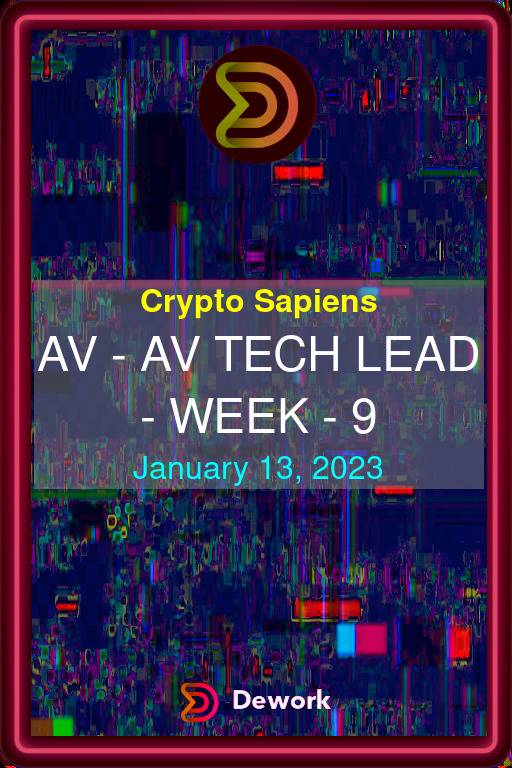 Crypto Sapiens
AV - AV TECH LEAD
- WEEK - 9
January 13, 2023
Dework